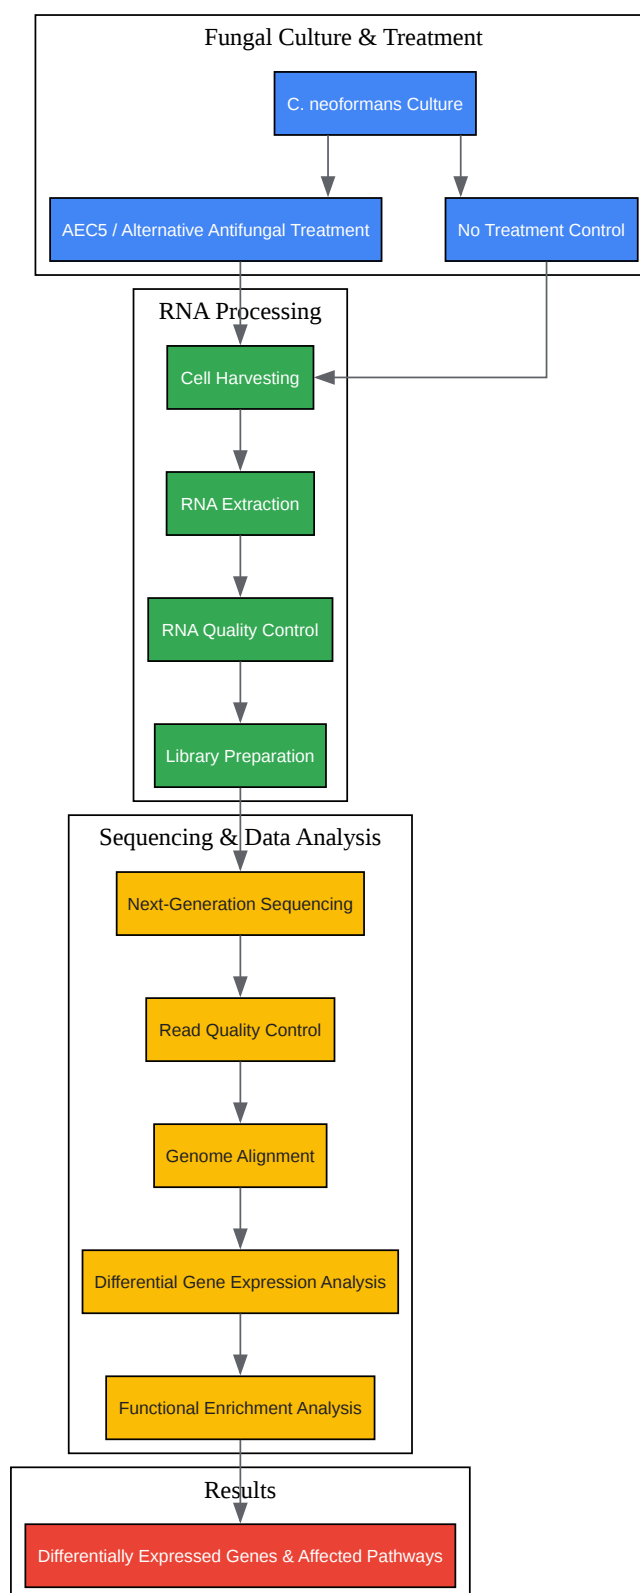 Fungal Culture & Treatment
C. neoformans Culture
AEC5 / Alternative Antifungal Treatment
No Treatment Control
RNA Processing
Cell Harvesting
RNA Extraction
RNA Quality Control
Library Preparation
Sequencing & Data Analysis
Next-Generation Sequencing
Read Quality Control
Genome Alignment
Differential Gene Expression Analysis
Functional Enrichment Analysis
Results
Differentially Expressed Genes & Affected Pathways